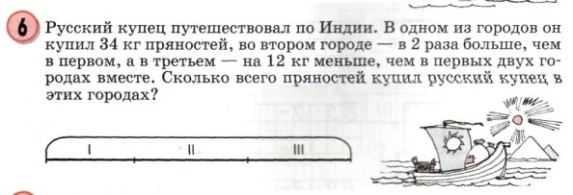 6 Русский купец путешествовал по Индии. В одном из городов он
купил 34 кг пряностей, во втором городе — в 2 раза больше, чем
в первом, а в третьем — на 12 кг меньше, чем в первых двух го-
родах вместе. Сколько всего пряностей купил русский купец в
этих городах?
I II III